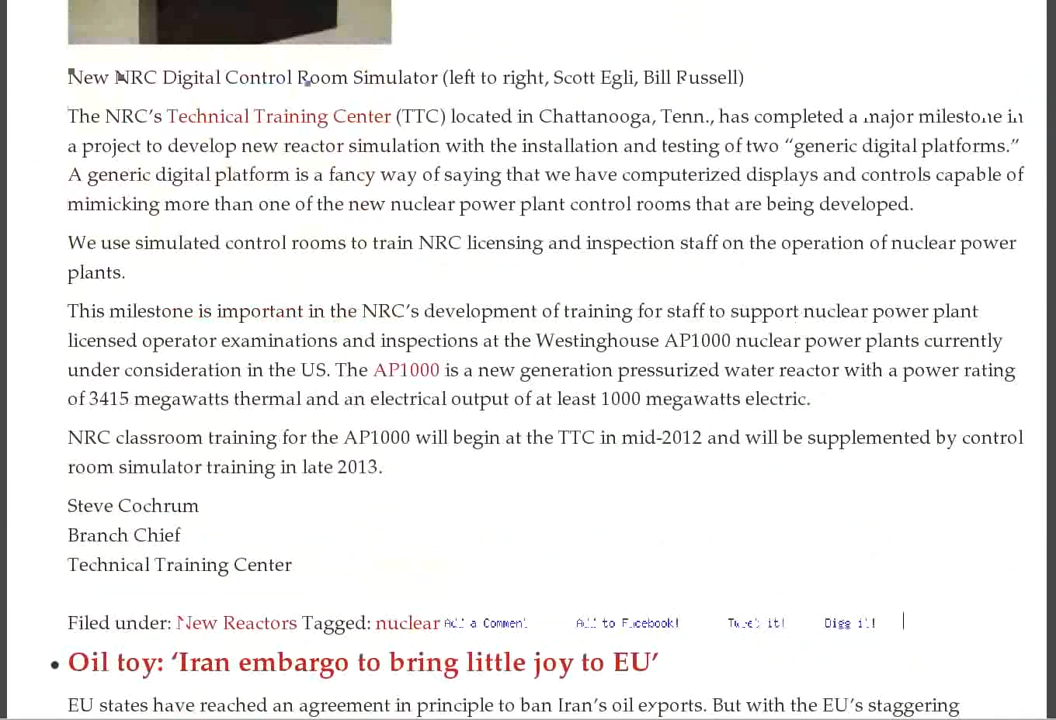 New NRC Digital Control Room Simulator (left to right, Scott Egli, Bill Russell)
The NRC’s Technical Training Center (TTC) located in Chattanooga, Tenn., has completed a major milestone in
a project to develop new reactor simulation with the installation and testing of two “generic digital platforms.”
A generic digital platform is a fancy way of saying that we have computerized displays and controls capable of
mimicking more than one of the new nuclear power plant control rooms that are being developed.
We use simulated control rooms to train NRC licensing and inspection staff on the operation of nuclear power
plants.
This milestone is important in the NRC’s development of training for staff to support nuclear power plant
licensed operator examinations and inspections at the Westinghouse AP1000 nuclear power plants currently
under consideration in the US. The AP1000 is a new generation pressurized water reactor with a power rating
of 3415 megawatts thermal and an electrical output of at least 1000 megawatts electric.
NRC classroom training for the AP1000 will begin at the TTC in mid-2012 and will be supplemented by control
room simulator training in late 2013.
Steve Cochrum
Branch Chief
Technical Training Center
Filed under: New Reactors Tagged: nuclear Add a Comment Add to Facebook! Tweet it! Digg it!
• Oil toy: ‘Iran embargo to bring little joy to EU’
EU states have reached an agreement in principle to ban Iran’s oil exports. But with the EU’s staggering